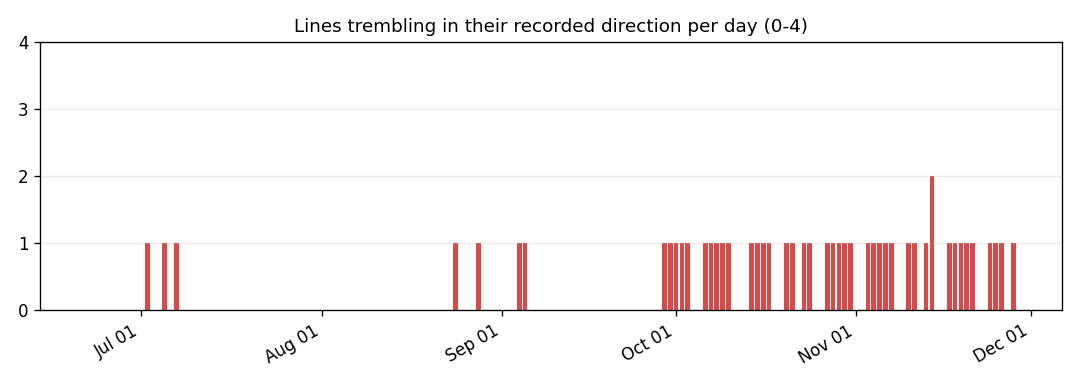 Lines trembling in their recorded direction per day (0-4)
4
3
2
1
0
Jul 01
Aug 01
Sep 01
Oct 01
Nov 01
Dec 01